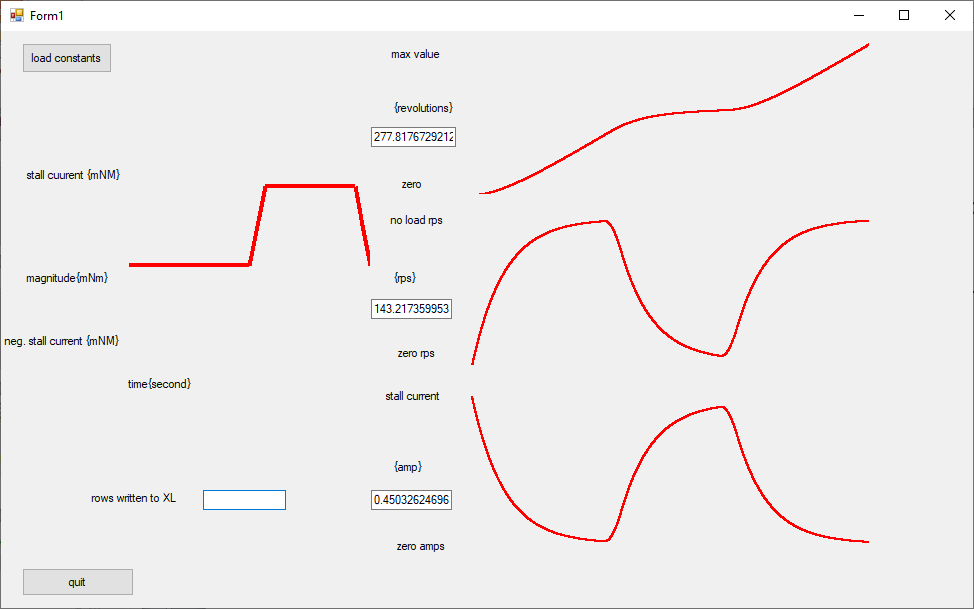 Form1
load constants
max value
{revolutions}
277.8176729212
stall cuurent {mNM}
zero
no load rps
magnitude{mNm}
{rps}
143.217359953
neg. stall current {mNM}
zero rps
time{second}
stall current
{amp}
rows written to XL
0.45032624696
zero amps
quit